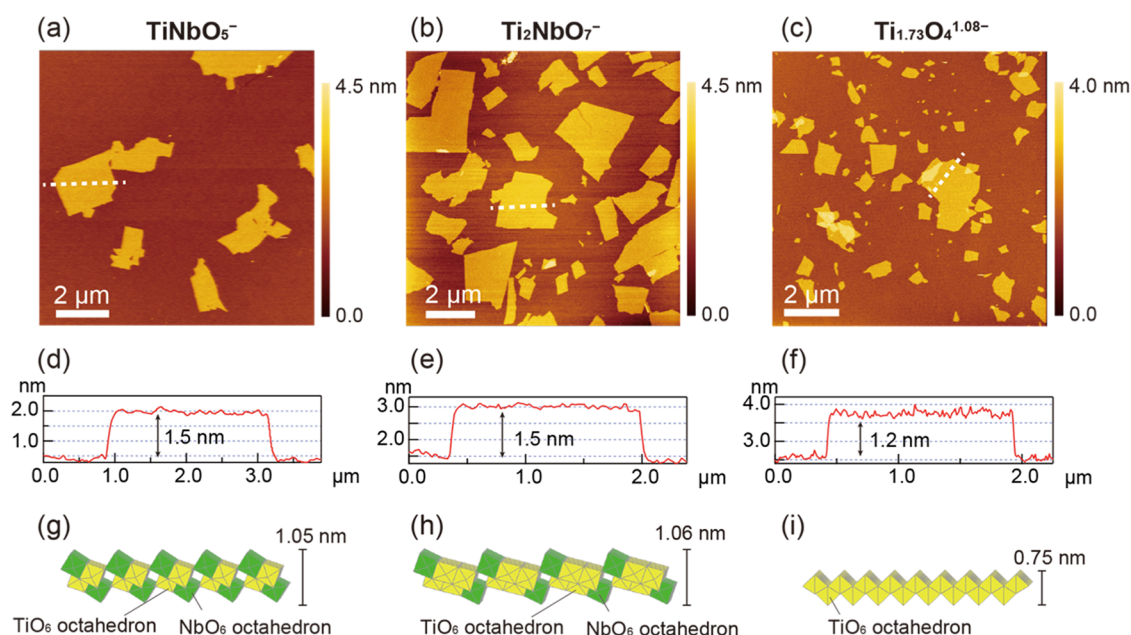 (a) TiNbO₅⁻ (b) Ti₂NbO₇⁻ (c) Ti₁.₇₃O₄¹·⁰⁸⁻
4.5 nm 4.5 nm 4.0 nm
2 μm 0.0 2 μm 0.0 2 μm 0.0
(d) (e) (f)
nm nm nm
2.0 3.0 4.0
1.5 nm 1.5 nm 1.2 nm
1.0 2.0 3.0
0.0 1.0 2.0 3.0 μm 0.0 1.0 2.0 μm 0.0 1.0 2.0 μm
(g) 1.05 nm (h) 1.06 nm (i) 0.75 nm
TiO₆ octahedron NbO₆ octahedron TiO₆ octahedron NbO₆ octahedron TiO₆ octahedron